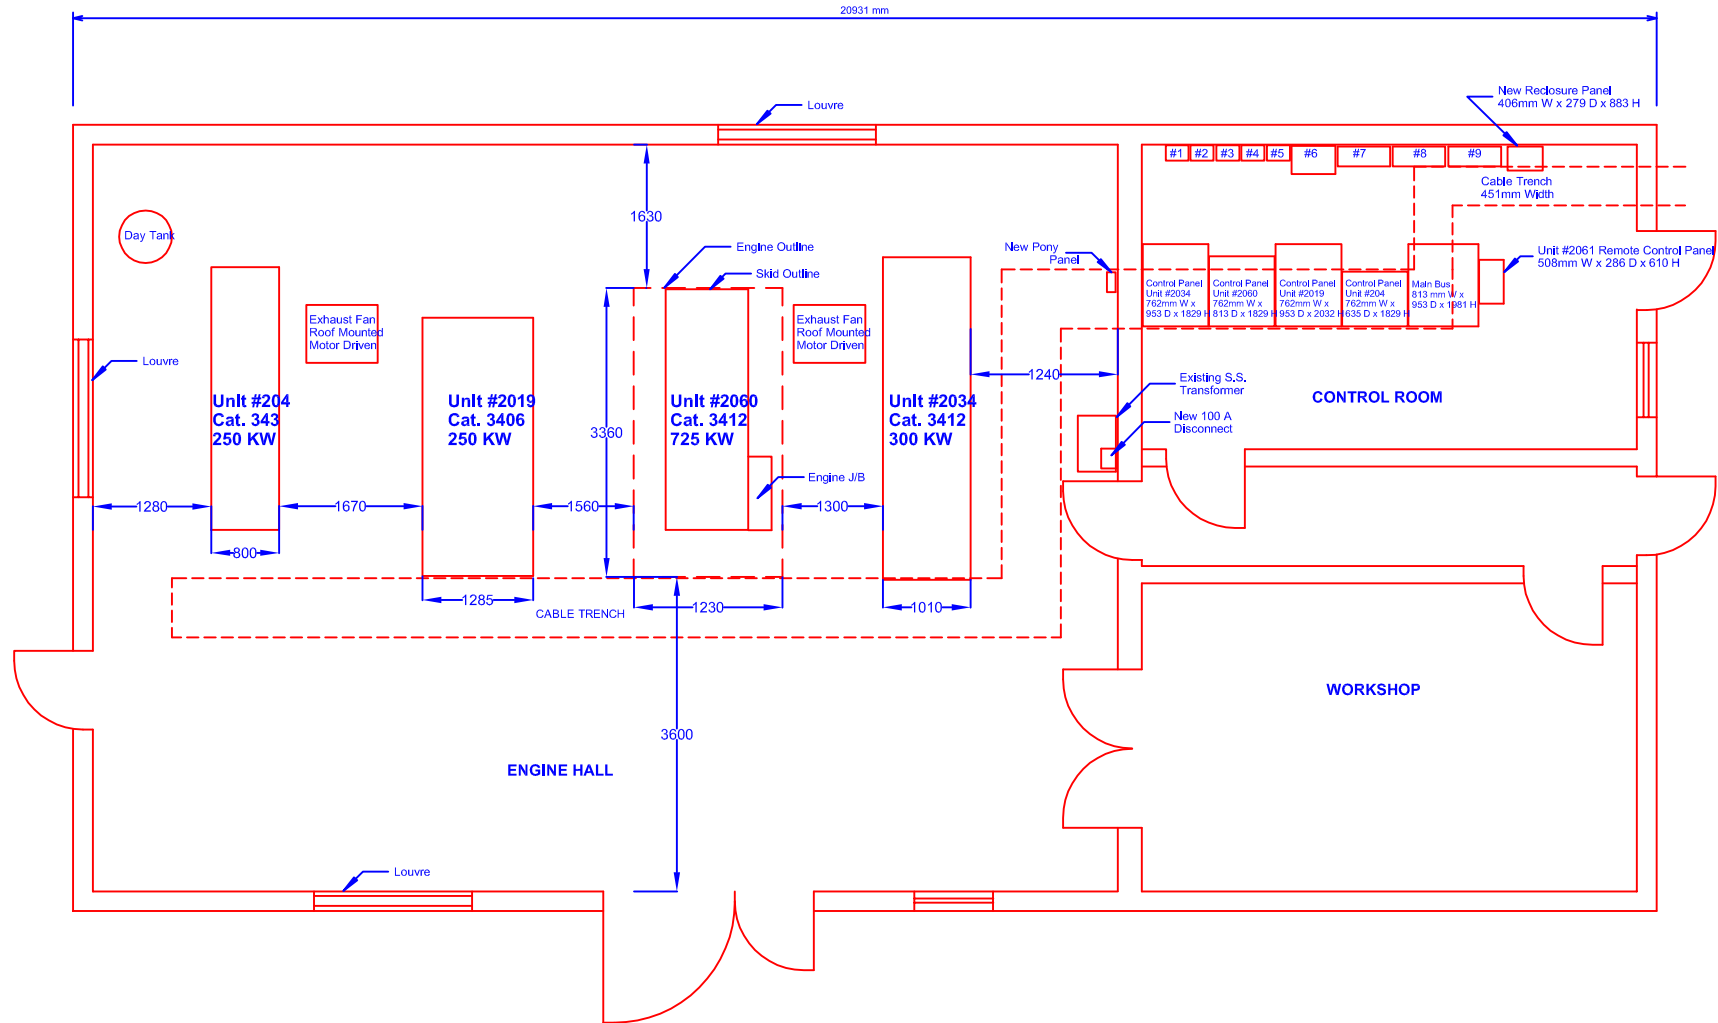 20931 mm
New Reclosure Panel
406mm W x 279 D x 883 H
Louvre
#1
#2
#3
#4
#5
#6
#7
#8
#9
Cable Trench
451mm Width
1630
Day Tank
Engine Outline
New Pony
Panel
Unit #2061 Remote Control Panel
508mm W x 286 D x 610 H
Skid Outline
Control Panel
Unit #2034
762mm W x
953 D x 1829 H
Control Panel
Unit #2060
762mm W x
813 D x 1829 H
Control Panel
Unit #2019
762mm W x
953 D x 2032 H
Control Panel
Unit #204
762mm W x
635 D x 1829 H
Main Bus
813 mm W x
953 D x 1981 H
Exhaust Fan
Roof Mounted
Motor Driven
Exhaust Fan
Roof Mounted
Motor Driven
Louvre
1240
Existing S.S.
Transformer
CONTROL ROOM
Unit #204
Cat. 343
250 KW
Unit #2019
Cat. 3406
250 KW
Unit #2060
Cat. 3412
725 KW
Unit #2034
Cat. 3412
300 KW
New 100 A
Disconnect
3360
Engine J/B
1280
1670
1560
1300
800
1285
1230
1010
CABLE TRENCH
WORKSHOP
3600
ENGINE HALL
Louvre